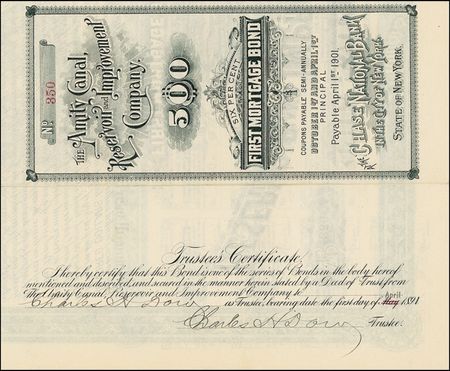 No 350
THE Amity Canal,
Reservoir and Improvement
Company.
500
SIX PER CENT
FIRST MORTGAGE BOND
COUPONS PAYABLE SEMI-ANNUALLY
OCTOBER 1ST AND APRIL 1ST
PRINCIPAL
Payable April 1st 1901
AT THE CHASE NATIONAL BANK
IN THE CITY OF NEW YORK,
STATE OF NEW YORK.
Trustee's Certificate.
I hereby certify that this Bond is one of the series of Bonds in the body hereof
mentioned and described, and secured in the manner herein stated by a Deed of Trust from
The Amity Canal, Reservoir and Improvement Company to
Charles H Dow as Trustee, bearing date the first day of May April 1891
Charles H Dow Trustee.